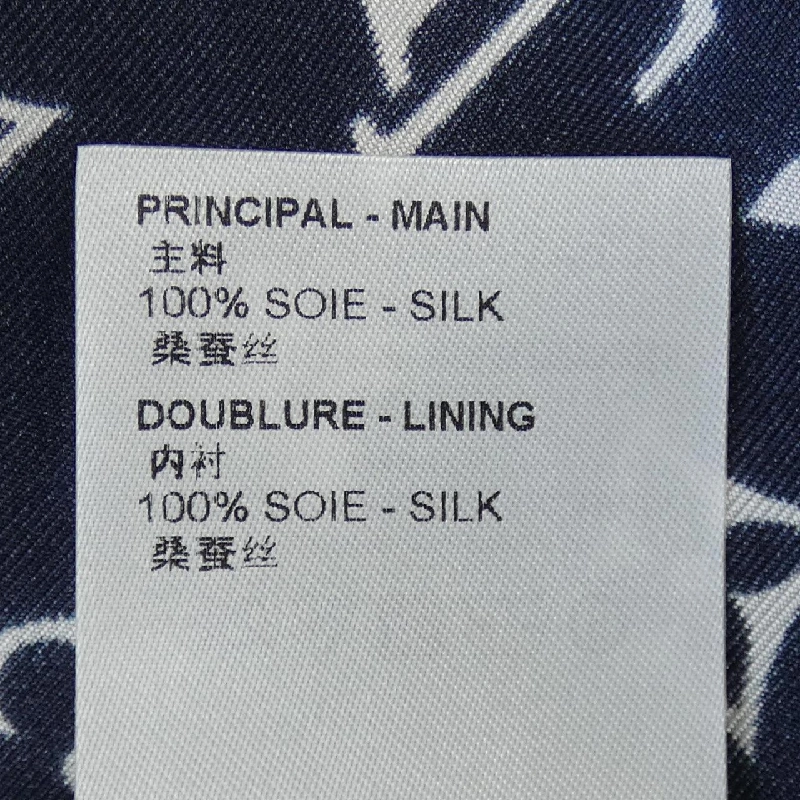 PRINCIPAL - MAIN
主料
100% SOIE - SILK
桑蚕丝
DOUBLURE - LINING
内衬
100% SOIE - SILK
桑蚕丝